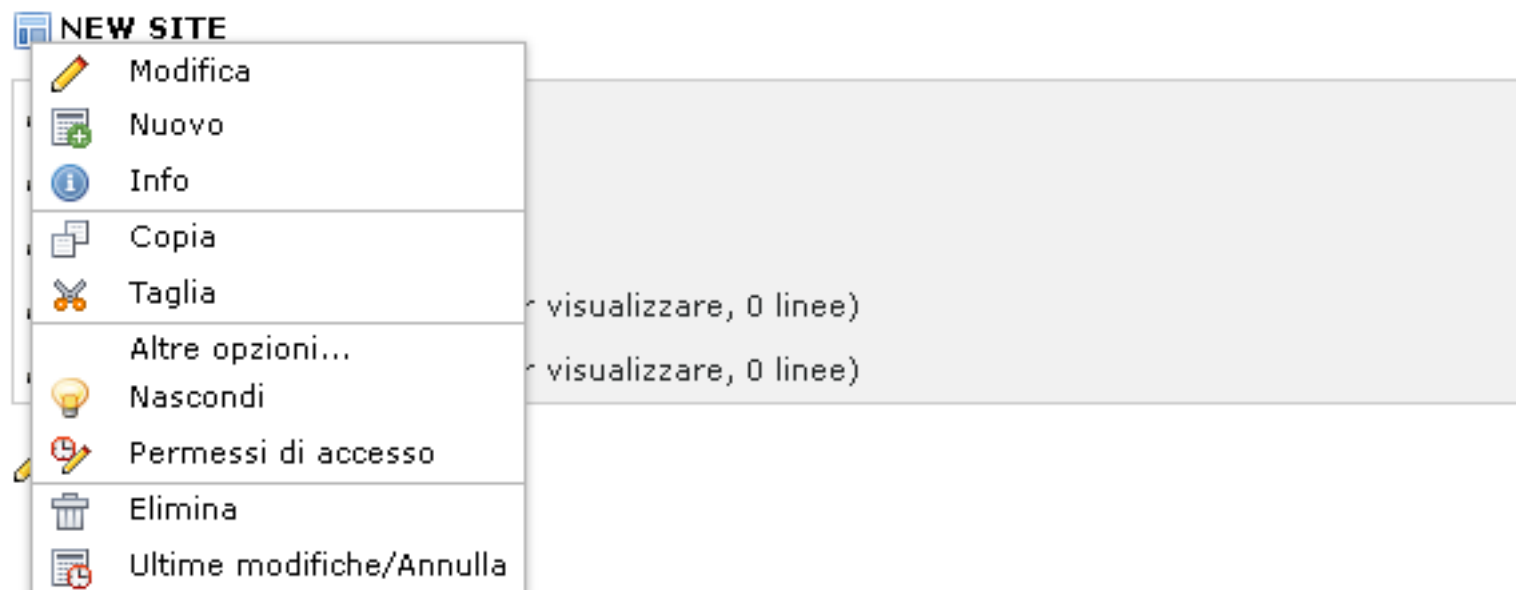 NEW SITE
Modifica
Nuovo
Info
Copia
Taglia
visualizzare, 0 linee)
Altre opzioni...
visualizzare, 0 linee)
Nascondi
Permessi di accesso
Elimina
Ultime modifiche/Annulla